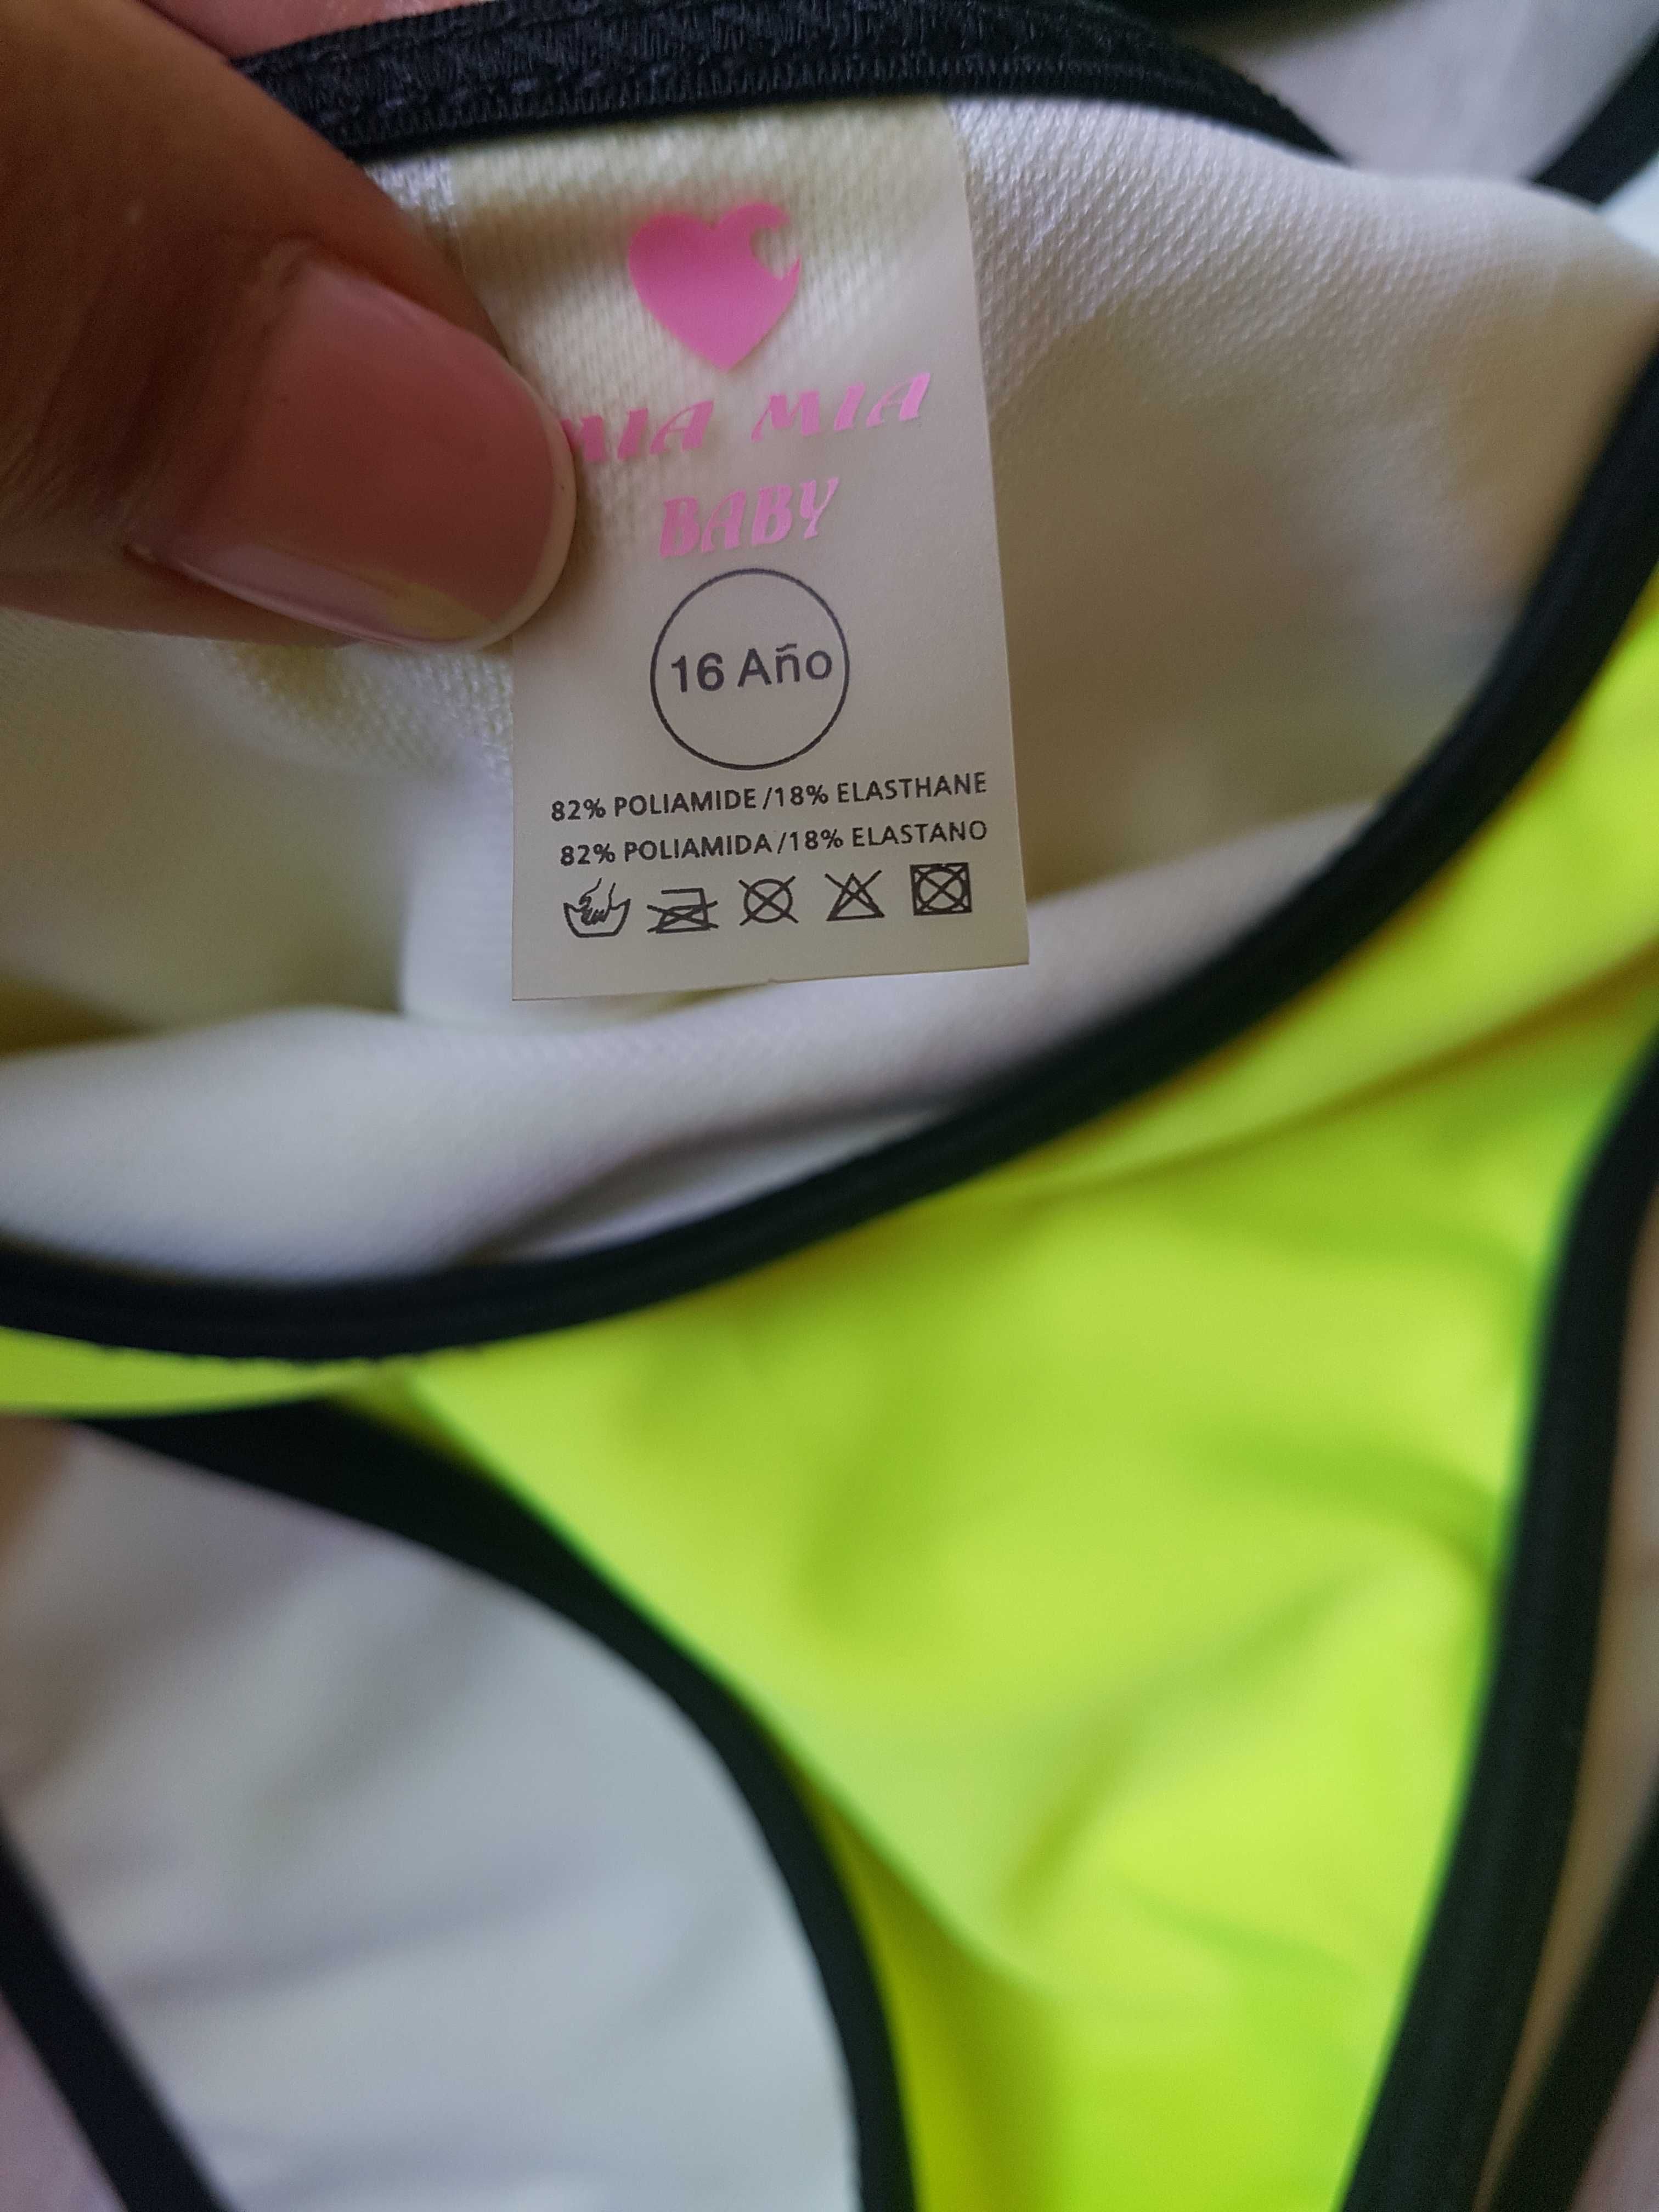 MIA MIA
BABY
16 Año
82% POLIAMIDE/18% ELASTHANE
82% POLIAMIDA/18% ELASTANO